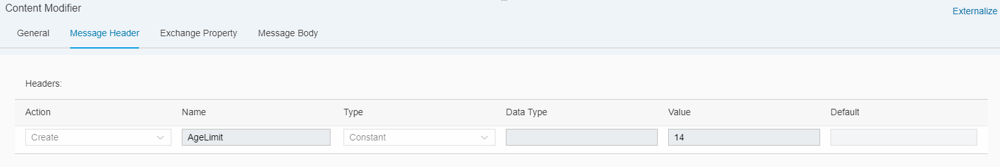 Content Modifier
Externalize
General Message Header Exchange Property Message Body
Headers:
Action Name Type Data Type Value Default
Create AgeLimit Constant 14